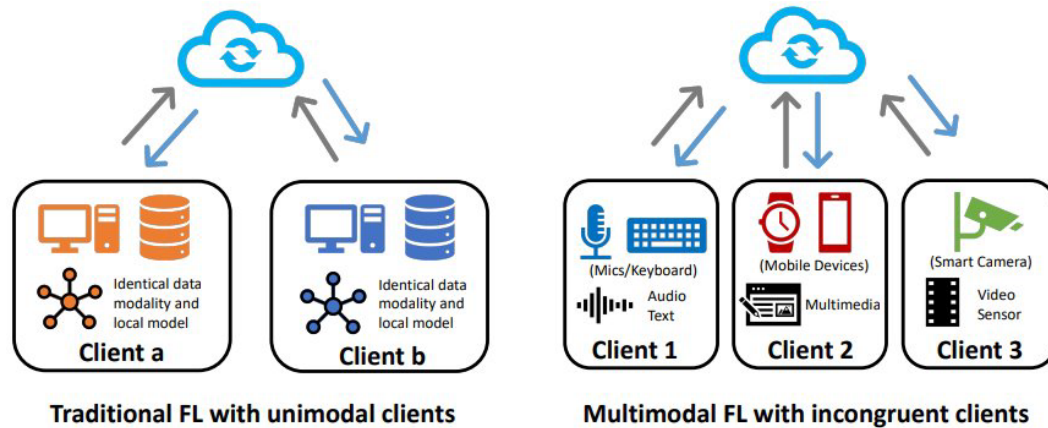 Identical data
modality and
local model
Client a
Identical data
modality and
local model
Client b
Traditional FL with unimodal clients
(Mics/Keyboard)
Audio
Text
Client 1
(Mobile Devices)
Multimedia
Client 2
(Smart Camera)
Video
Sensor
Client 3
Multimodal FL with incongruent clients